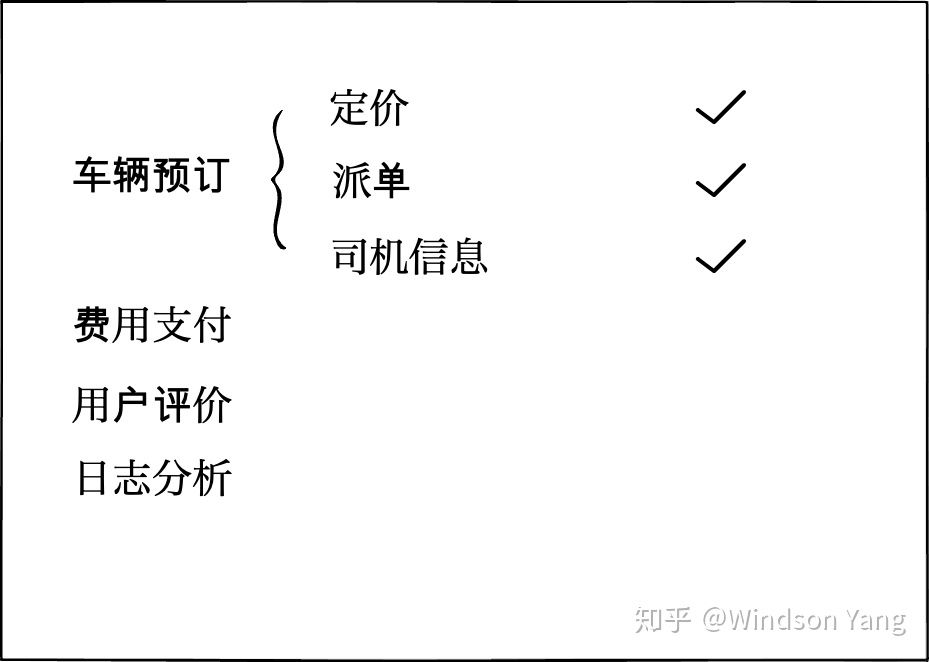 定价 ✓
车辆预订 派单 ✓
司机信息 ✓
费用支付
用户评价
日志分析
知乎 @Windson Yang